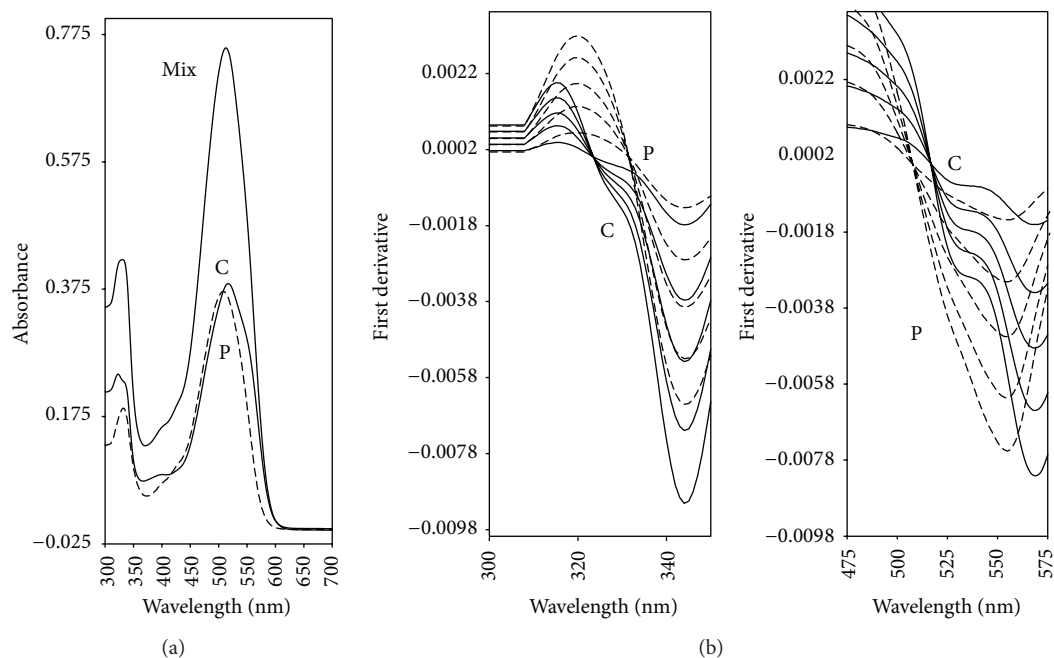 0.775
0.575
0.375
0.175
−0.025
Absorbance
Mix
C
P
300
350
400
450
500
550
600
650
700
Wavelength (nm)
(a)
0.0022
0.0002
−0.0018
−0.0038
−0.0058
−0.0078
−0.0098
First derivative
P
C
300
320
340
Wavelength (nm)
0.0022
0.0002
−0.0018
−0.0038
−0.0058
−0.0078
−0.0098
First derivative
C
P
475
500
525
550
575
Wavelength (nm)
(b)